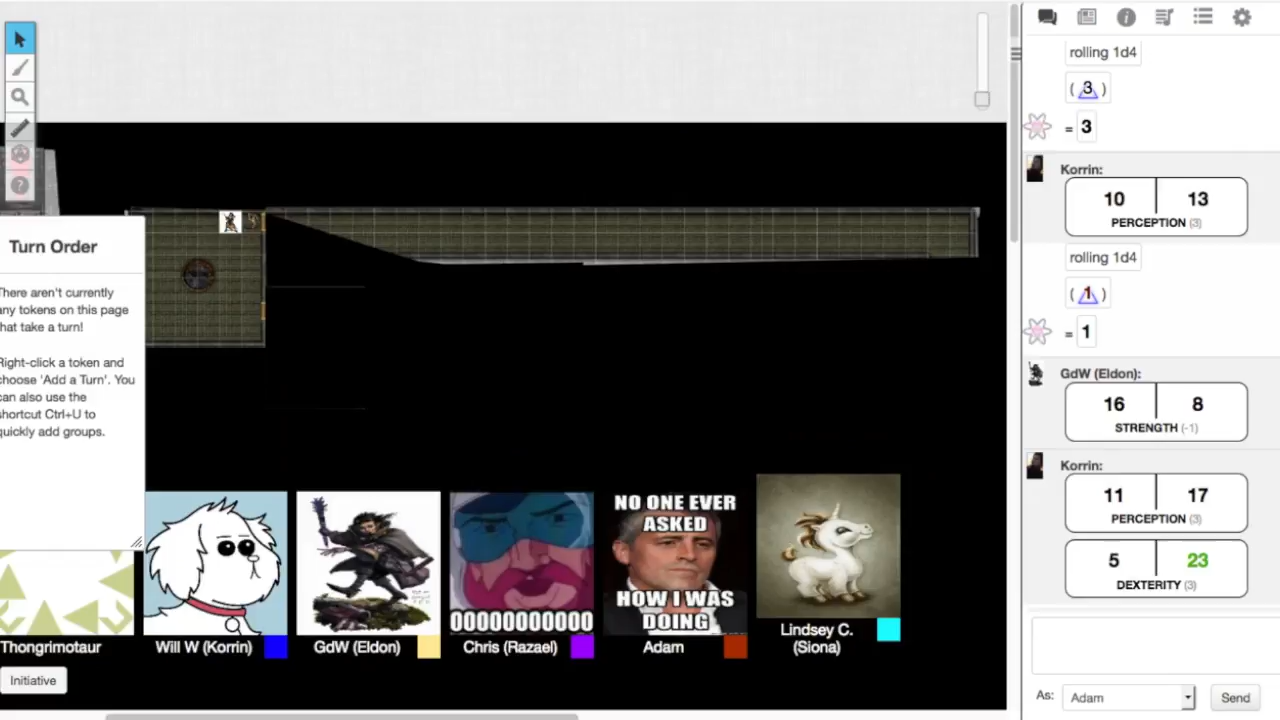 Turn Order
There aren't currently
any tokens on this page
that take a turn!
Right-click a token and
choose 'Add a Turn'. You
can also use the
shortcut Ctrl+U to
quickly add groups.
NO ONE EVER
ASKED
HOW I WAS
DOING
OOOOOOOOOOO
Thongrimotaur
Will W (Korrin)
GdW (Eldon)
Chris (Razael)
Adam
Lindsey C.
(Siona)
Initiative
rolling 1d4
(3)
= 3
Korrin:
10 13
PERCEPTION (3)
rolling 1d4
(1)
= 1
GdW (Eldon):
16 8
STRENGTH (-1)
Korrin:
11 17
PERCEPTION (3)
5 23
DEXTERITY (3)
As: Adam Send